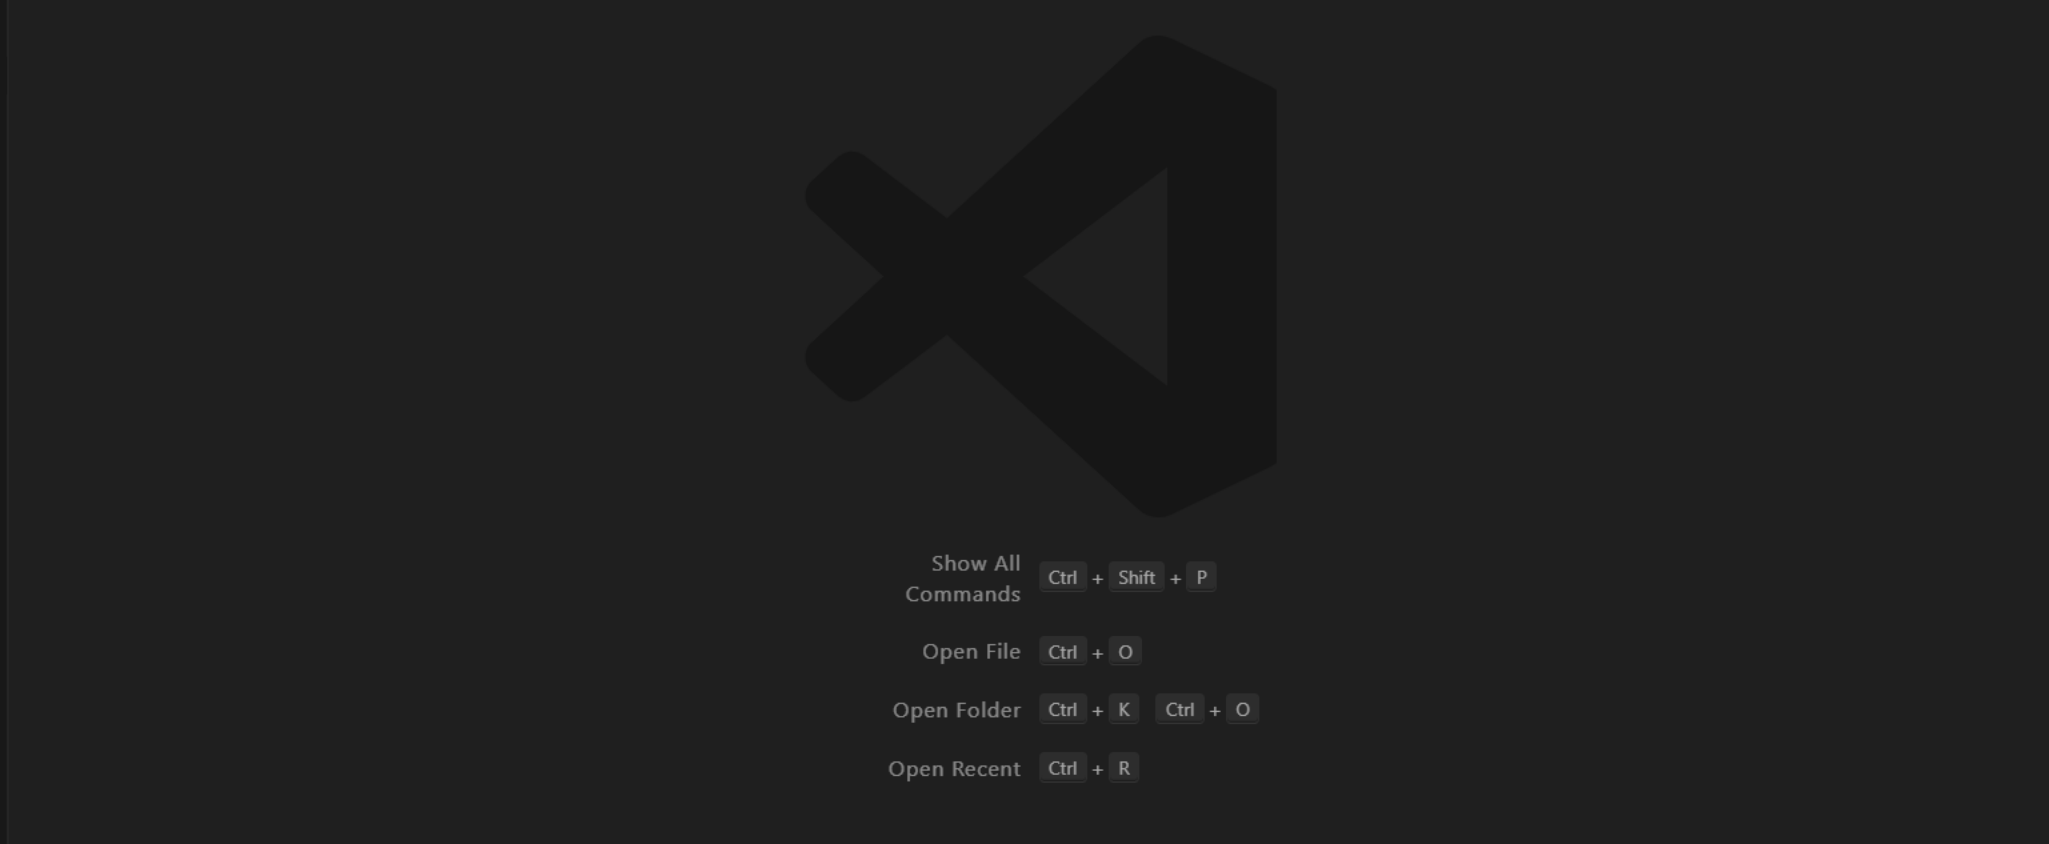 Show All
Commands Ctrl + Shift + P
Open File Ctrl + O
Open Folder Ctrl + K Ctrl + O
Open Recent Ctrl + R